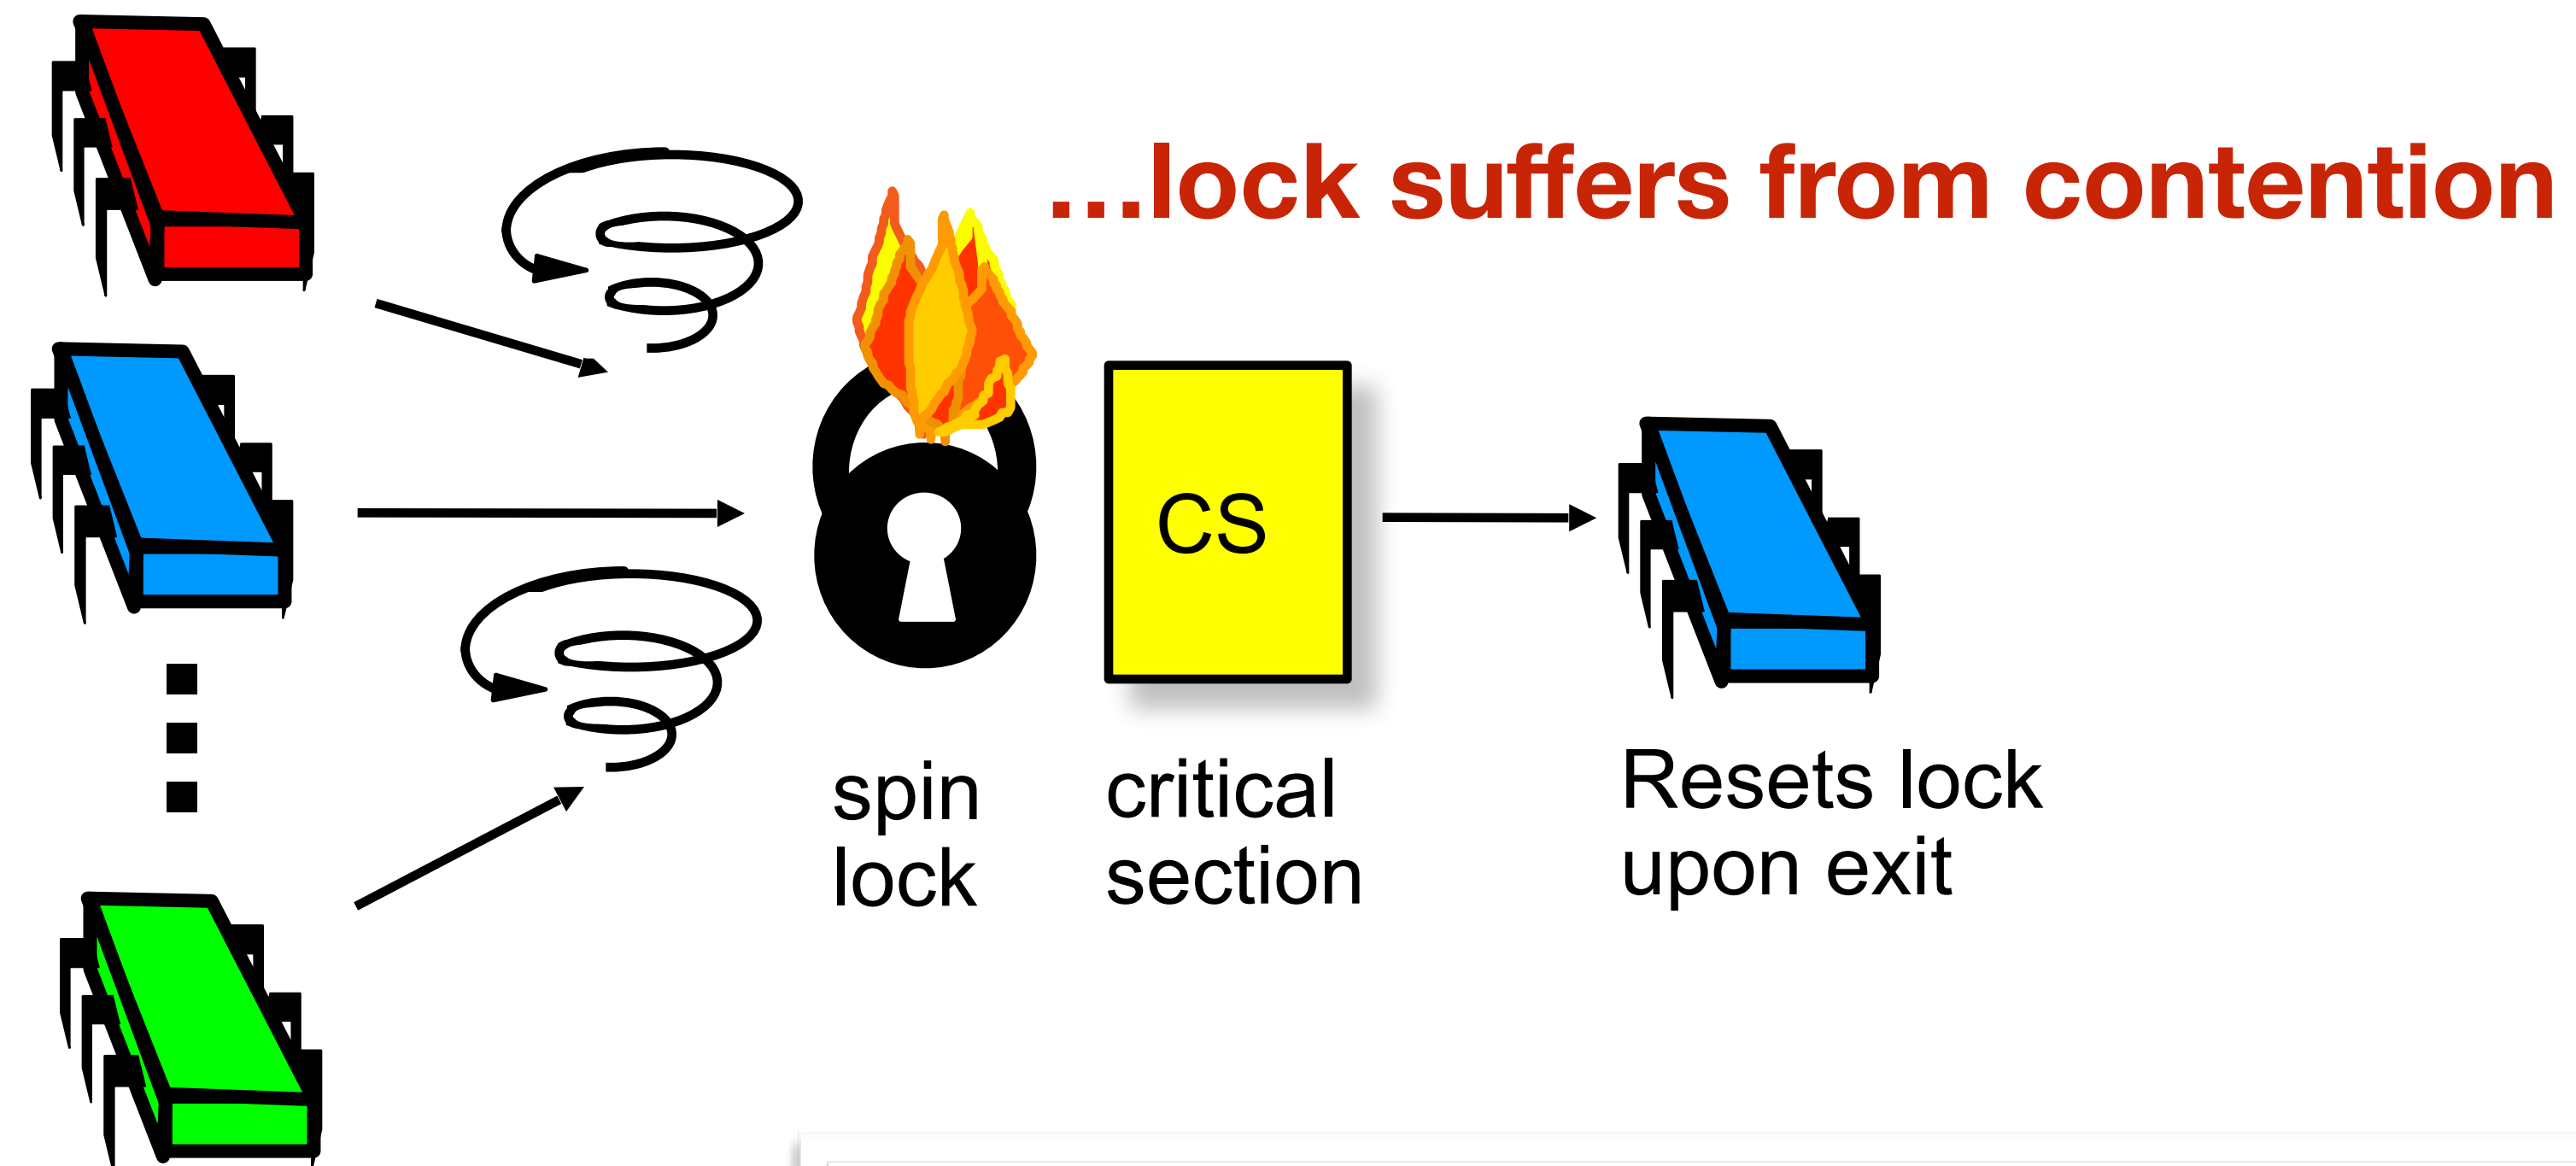 ...lock suffers from contention
CS
spin
lock
critical
section
Resets lock
upon exit